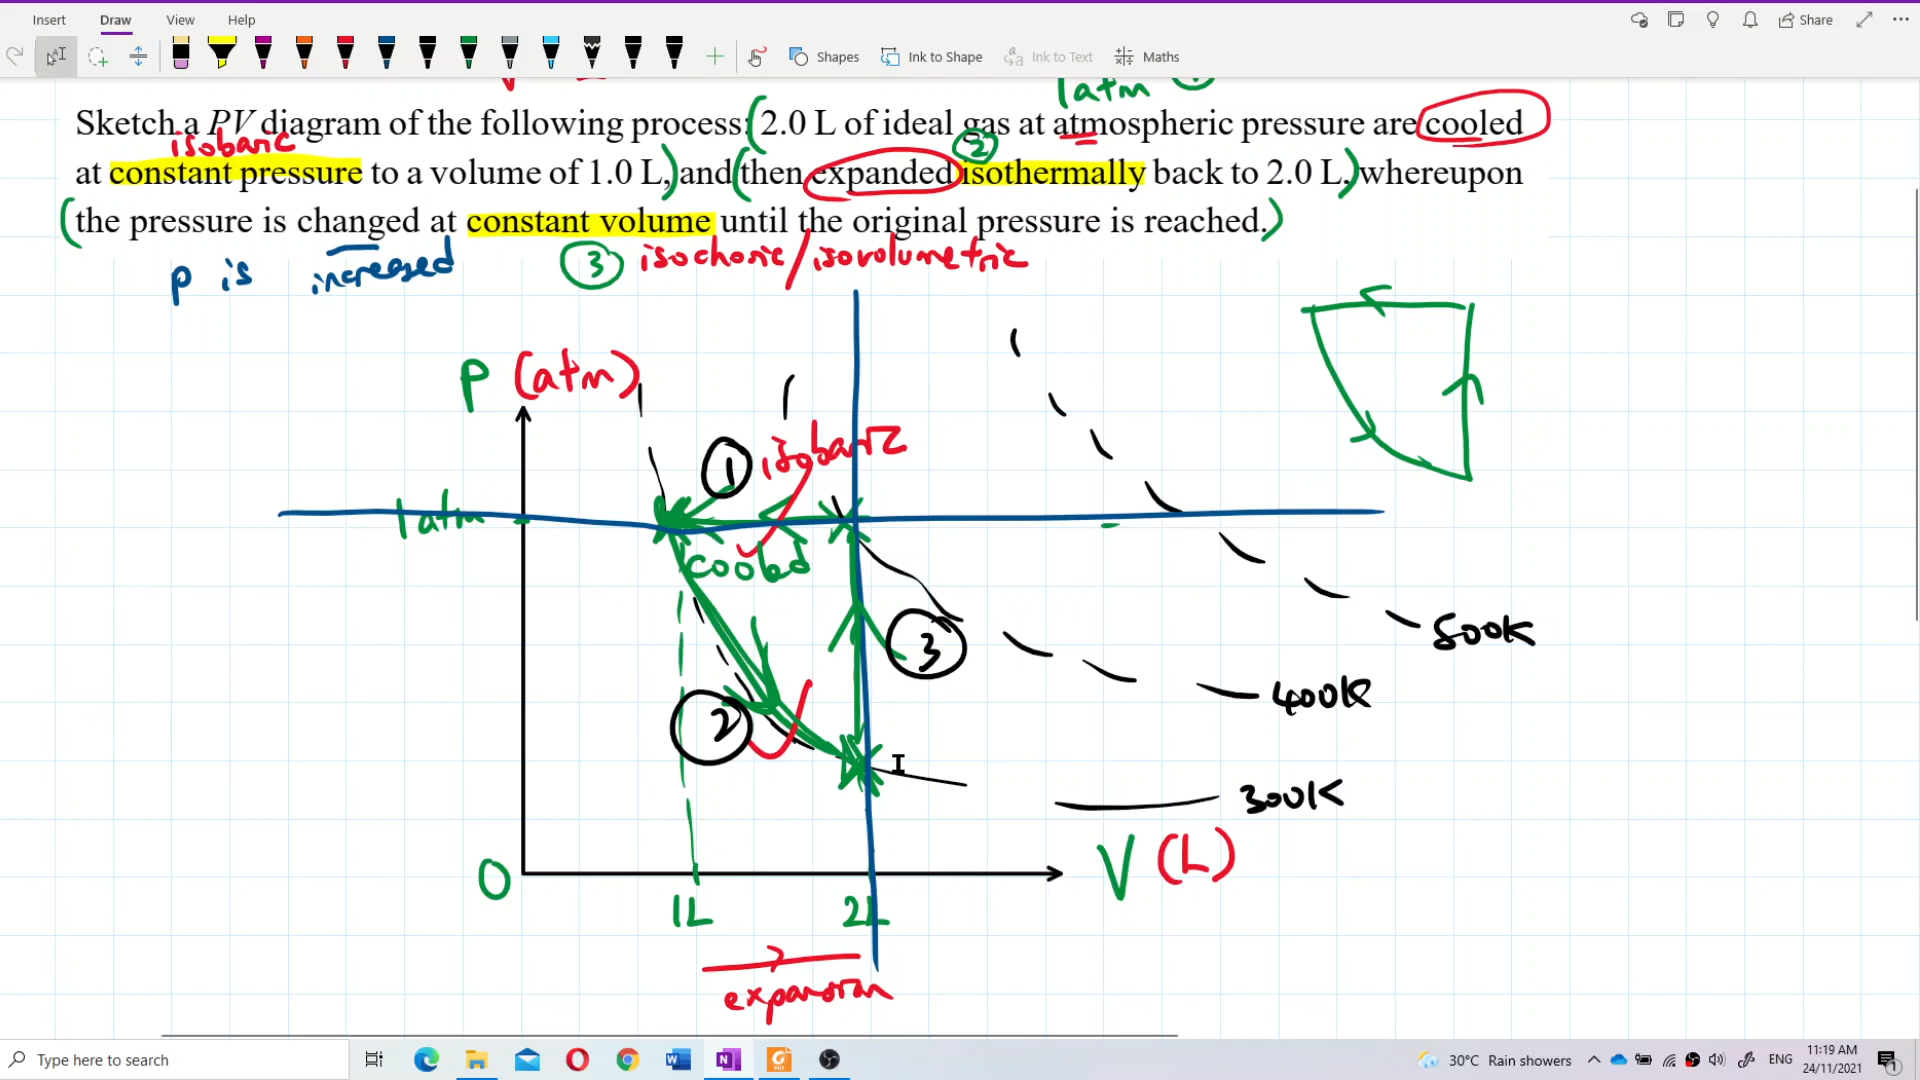 Insert Draw View Help
Share
Shapes Ink to Shape Ink to Text Maths
1atm ①
Sketch a PV diagram of the following process: (2.0 L of ideal gas at atmospheric pressure are cooled
isobaric ②
at constant pressure to a volume of 1.0 L,) and (then expanded isothermally back to 2.0 L,) whereupon
(the pressure is changed at constant volume until the original pressure is reached.)
P is increased ③ isochoric/isovolumetric
P (atm)
① isobaric
1atm
cooled
③
500K
400K
②
300K
V (L)
0
1L 2L
expansion
Type here to search
30°C Rain showers
ENG
11:19 AM
24/11/2021
1